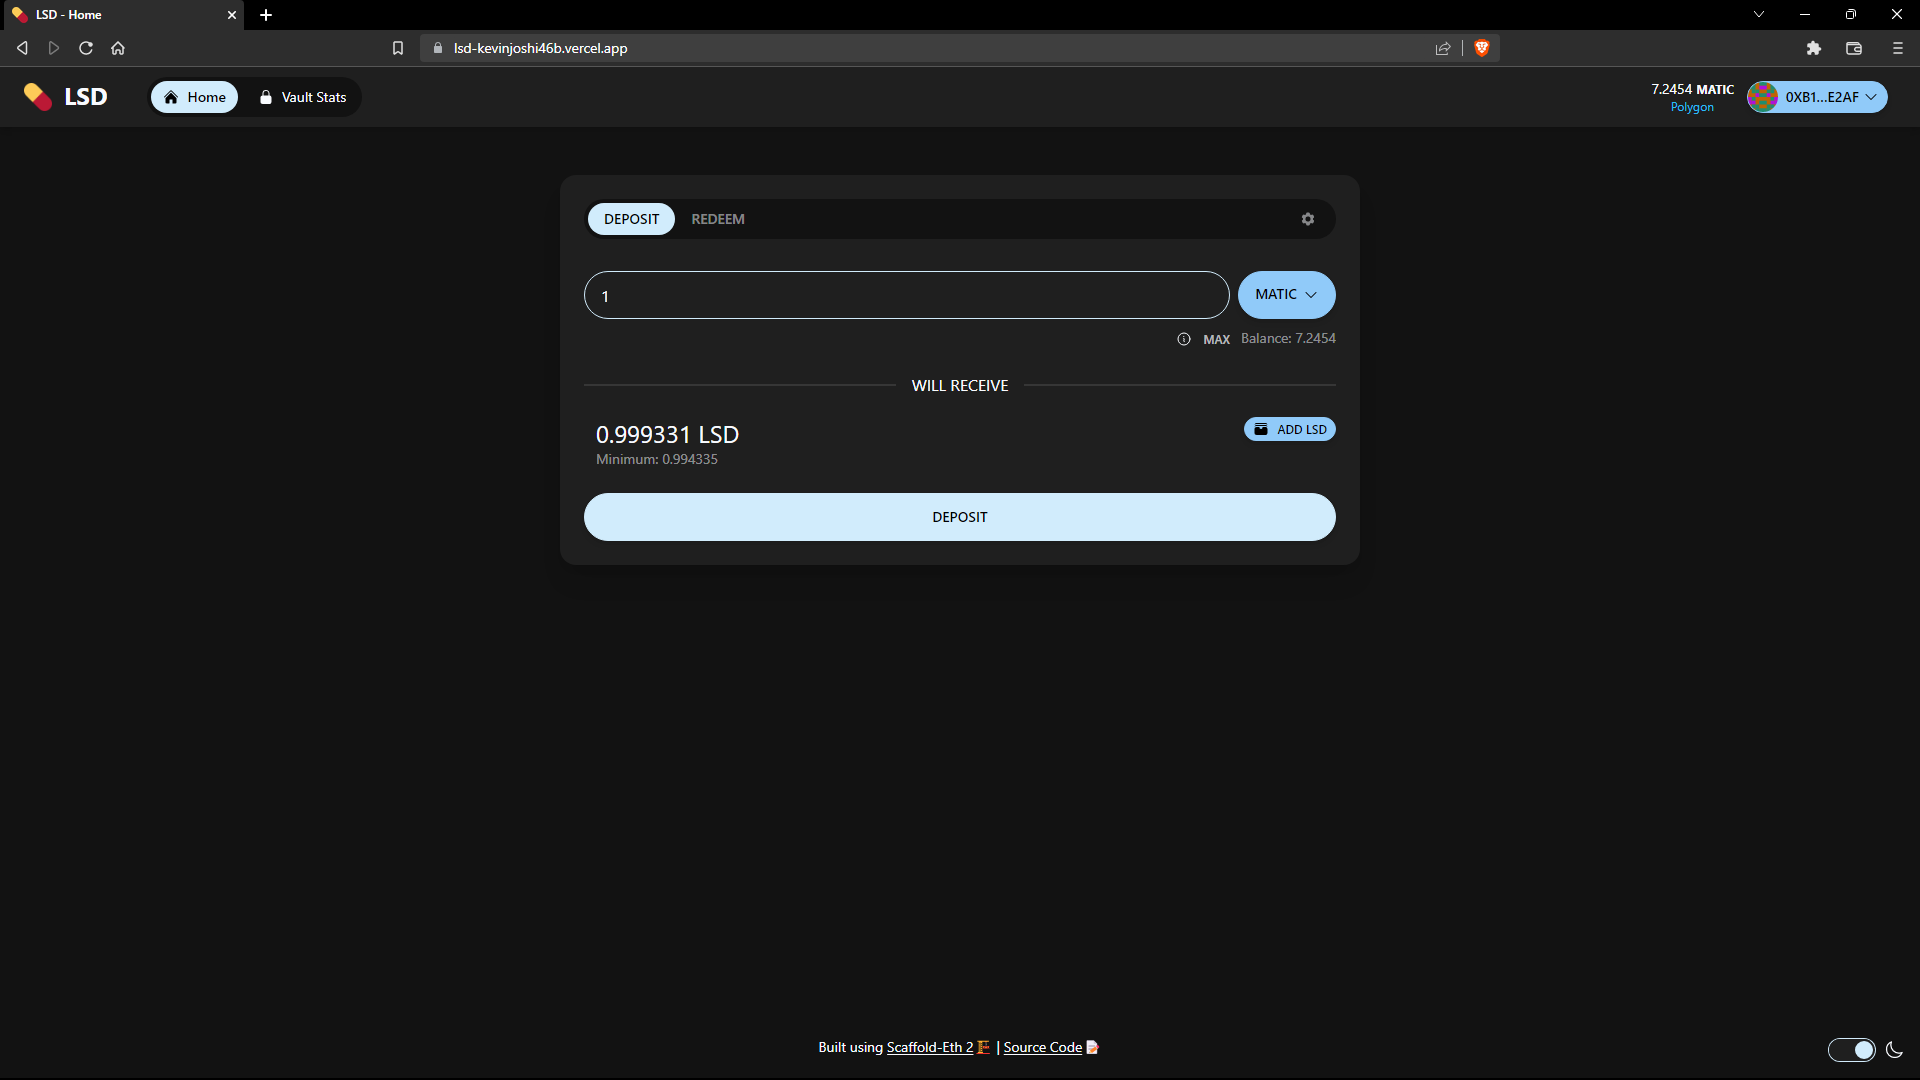 LSD - Home
lsd-kevinjoshi46b.vercel.app
LSD
Home
Vault Stats
7.2454 MATIC
Polygon
0XB1...E2AF
DEPOSIT
REDEEM
1
MATIC
MAX Balance: 7.2454
WILL RECEIVE
0.999331 LSD
Minimum: 0.994335
ADD LSD
DEPOSIT
Built using Scaffold-Eth 2 | Source Code